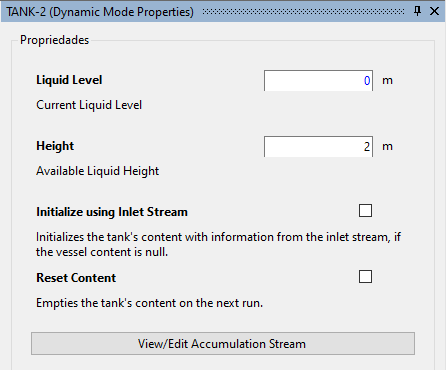 TANK-2 (Dynamic Mode Properties)
Propriedades
Liquid Level 0 m
Current Liquid Level
Height 2 m
Available Liquid Height
Initialize using Inlet Stream
Initializes the tank's content with information from the inlet stream, if
the vessel content is null.
Reset Content
Empties the tank's content on the next run.
View/Edit Accumulation Stream